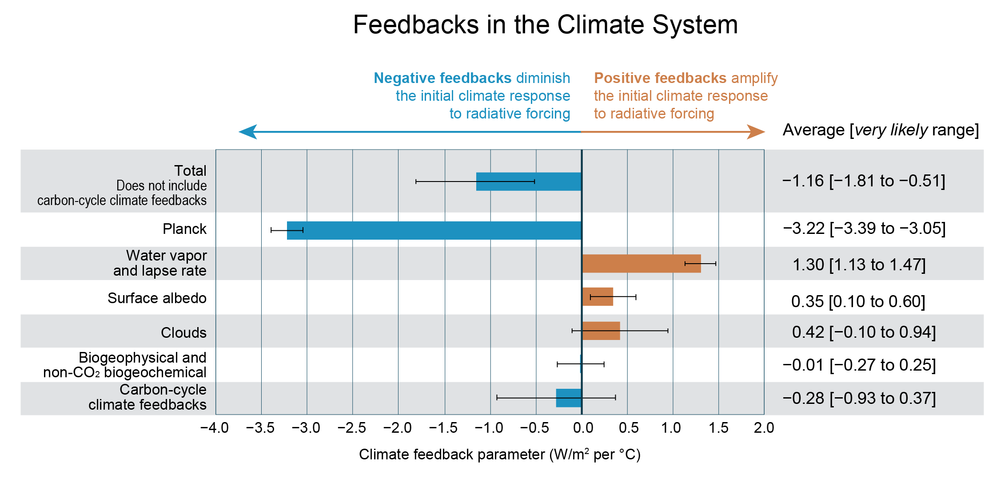 Feedbacks in the Climate System
Negative feedbacks diminish
the initial climate response
to radiative forcing
Positive feedbacks amplify
the initial climate response
to radiative forcing
Average [very likely range]
Total
Does not include
carbon-cycle climate feedbacks
−1.16 [−1.81 to −0.51]
Planck
−3.22 [−3.39 to −3.05]
Water vapor
and lapse rate
1.30 [1.13 to 1.47]
Surface albedo
0.35 [0.10 to 0.60]
Clouds
0.42 [−0.10 to 0.94]
Biogeophysical and
non-CO₂ biogeochemical
−0.01 [−0.27 to 0.25]
Carbon-cycle
climate feedbacks
−0.28 [−0.93 to 0.37]
−4.0 −3.5 −3.0 −2.5 −2.0 −1.5 −1.0 −0.5 0.0 0.5 1.0 1.5 2.0
Climate feedback parameter (W/m² per °C)